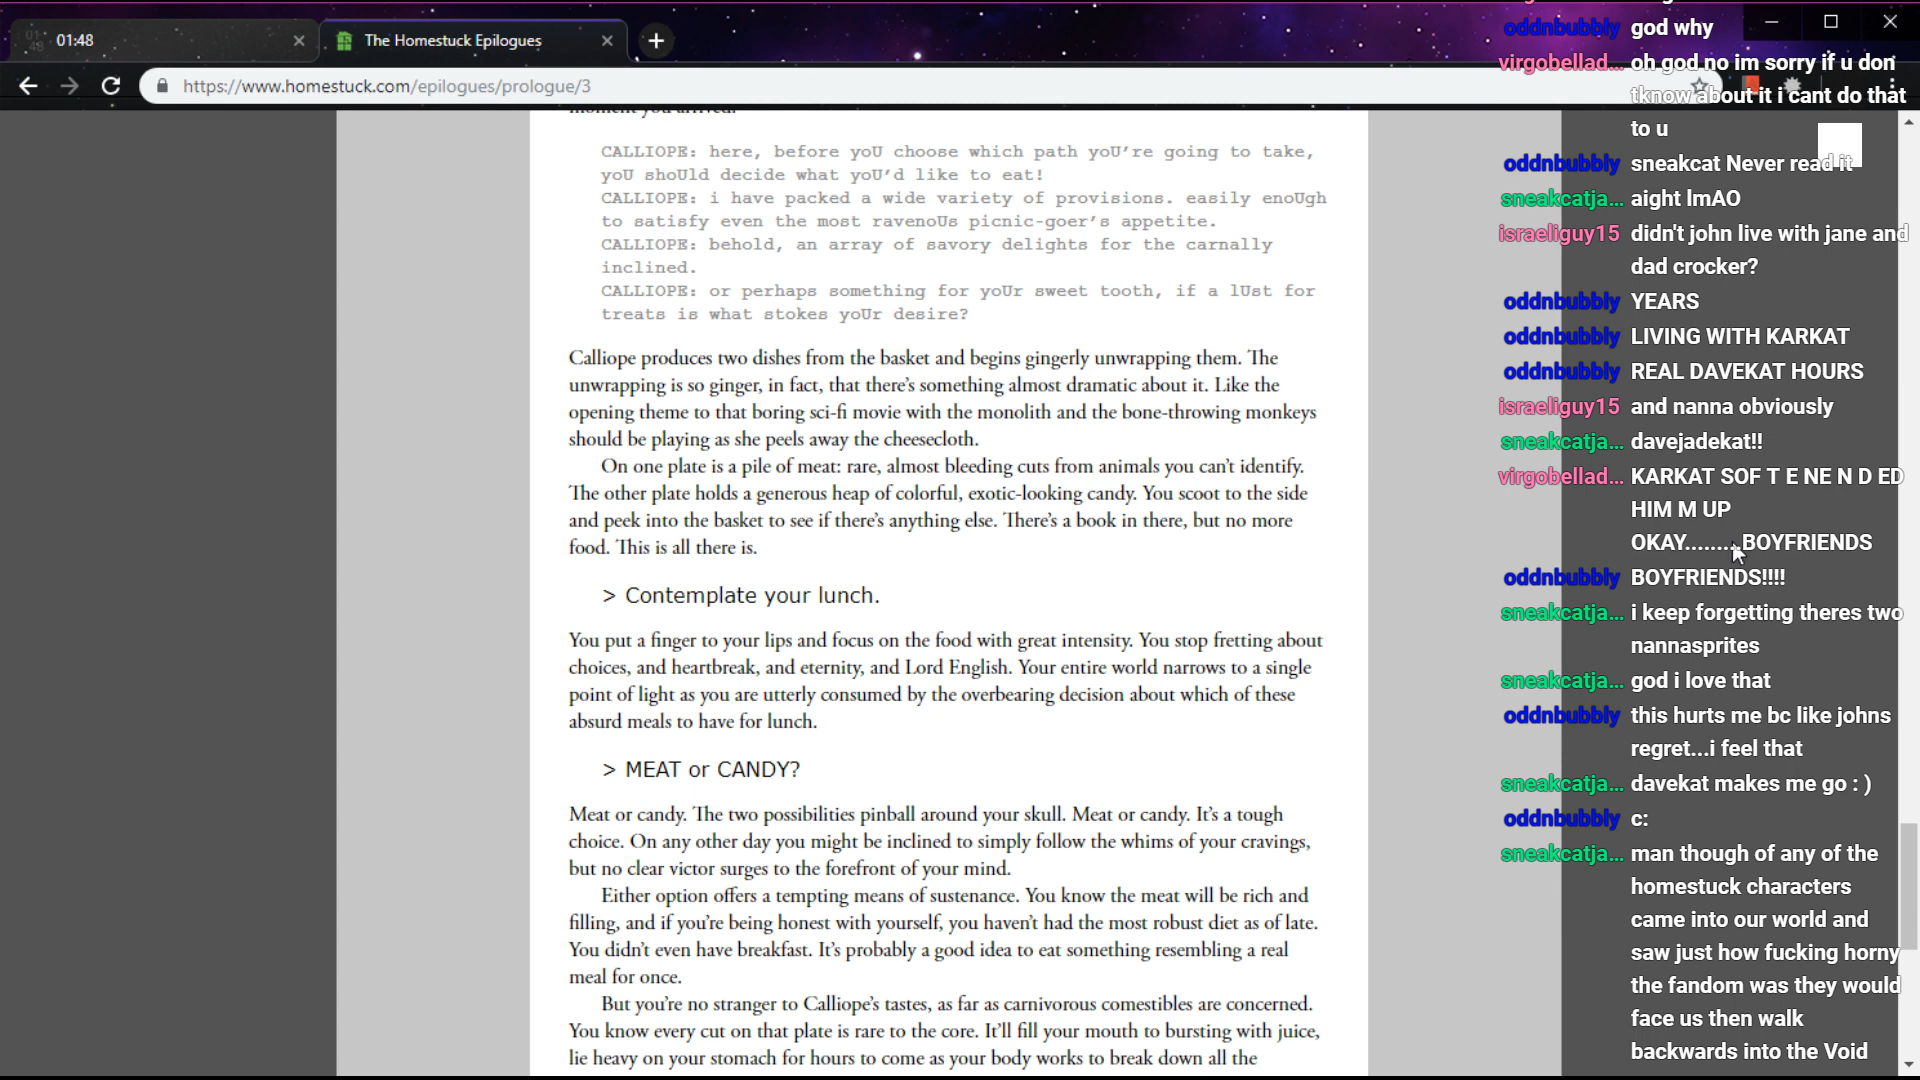 01:48
The Homestuck Epilogues
https://www.homestuck.com/epilogues/prologue/3
moment you arrived.
CALLIOPE: here, before yoU choose which path yoU're going to take,
yoU shoUld decide what yoU'd like to eat!
CALLIOPE: i have packed a wide variety of provisions. easily enoUgh
to satisfy even the most ravenoUs picnic-goer's appetite.
CALLIOPE: behold, an array of savory delights for the carnally
inclined.
CALLIOPE: or perhaps something for yoUr sweet tooth, if a lUst for
treats is what stokes yoUr desire?
Calliope produces two dishes from the basket and begins gingerly unwrapping them. The
unwrapping is so ginger, in fact, that there's something almost dramatic about it. Like the
opening theme to that boring sci-fi movie with the monolith and the bone-throwing monkeys
should be playing as she peels away the cheesecloth.
On one plate is a pile of meat: rare, almost bleeding cuts from animals you can't identify.
The other plate holds a generous heap of colorful, exotic-looking candy. You scoot to the side
and peek into the basket to see if there's anything else. There's a book in there, but no more
food. This is all there is.
> Contemplate your lunch.
You put a finger to your lips and focus on the food with great intensity. You stop fretting about
choices, and heartbreak, and eternity, and Lord English. Your entire world narrows to a single
point of light as you are utterly consumed by the overbearing decision about which of these
absurd meals to have for lunch.
> MEAT or CANDY?
Meat or candy. The two possibilities pinball around your skull. Meat or candy. It's a tough
choice. On any other day you might be inclined to simply follow the whims of your cravings,
but no clear victor surges to the forefront of your mind.
Either option offers a tempting means of sustenance. You know the meat will be rich and
filling, and if you're being honest with yourself, you haven't had the most robust diet as of late.
You didn't even have breakfast. It's probably a good idea to eat something resembling a real
meal for once.
But you're no stranger to Calliope's tastes, as far as carnivorous comestibles are concerned.
You know every cut on that plate is rare to the core. It'll fill your mouth to bursting with juice,
lie heavy on your stomach for hours to come as your body works to break down all the
oddnbubbly god why
virgobellad... oh god no im sorry if u don
tknow about it i cant do that
to u
oddnbubbly sneakcat Never read it
sneakcatja... aight lmAO
israeliguy15 didn't john live with jane and
dad crocker?
oddnbubbly YEARS
oddnbubbly LIVING WITH KARKAT
oddnbubbly REAL DAVEKAT HOURS
israeliguy15 and nanna obviously
sneakcatja... davejadekat!!
virgobellad... KARKAT SOF T E NE N D ED
HIM M UP
OKAY........BOYFRIENDS
oddnbubbly BOYFRIENDS!!!!
sneakcatja... i keep forgetting theres two
nannasprites
sneakcatja... god i love that
oddnbubbly this hurts me bc like johns
regret...i feel that
sneakcatja... davekat makes me go : )
oddnbubbly c:
sneakcatja... man though of any of the
homestuck characters
came into our world and
saw just how fucking horny
the fandom was they would
face us then walk
backwards into the Void